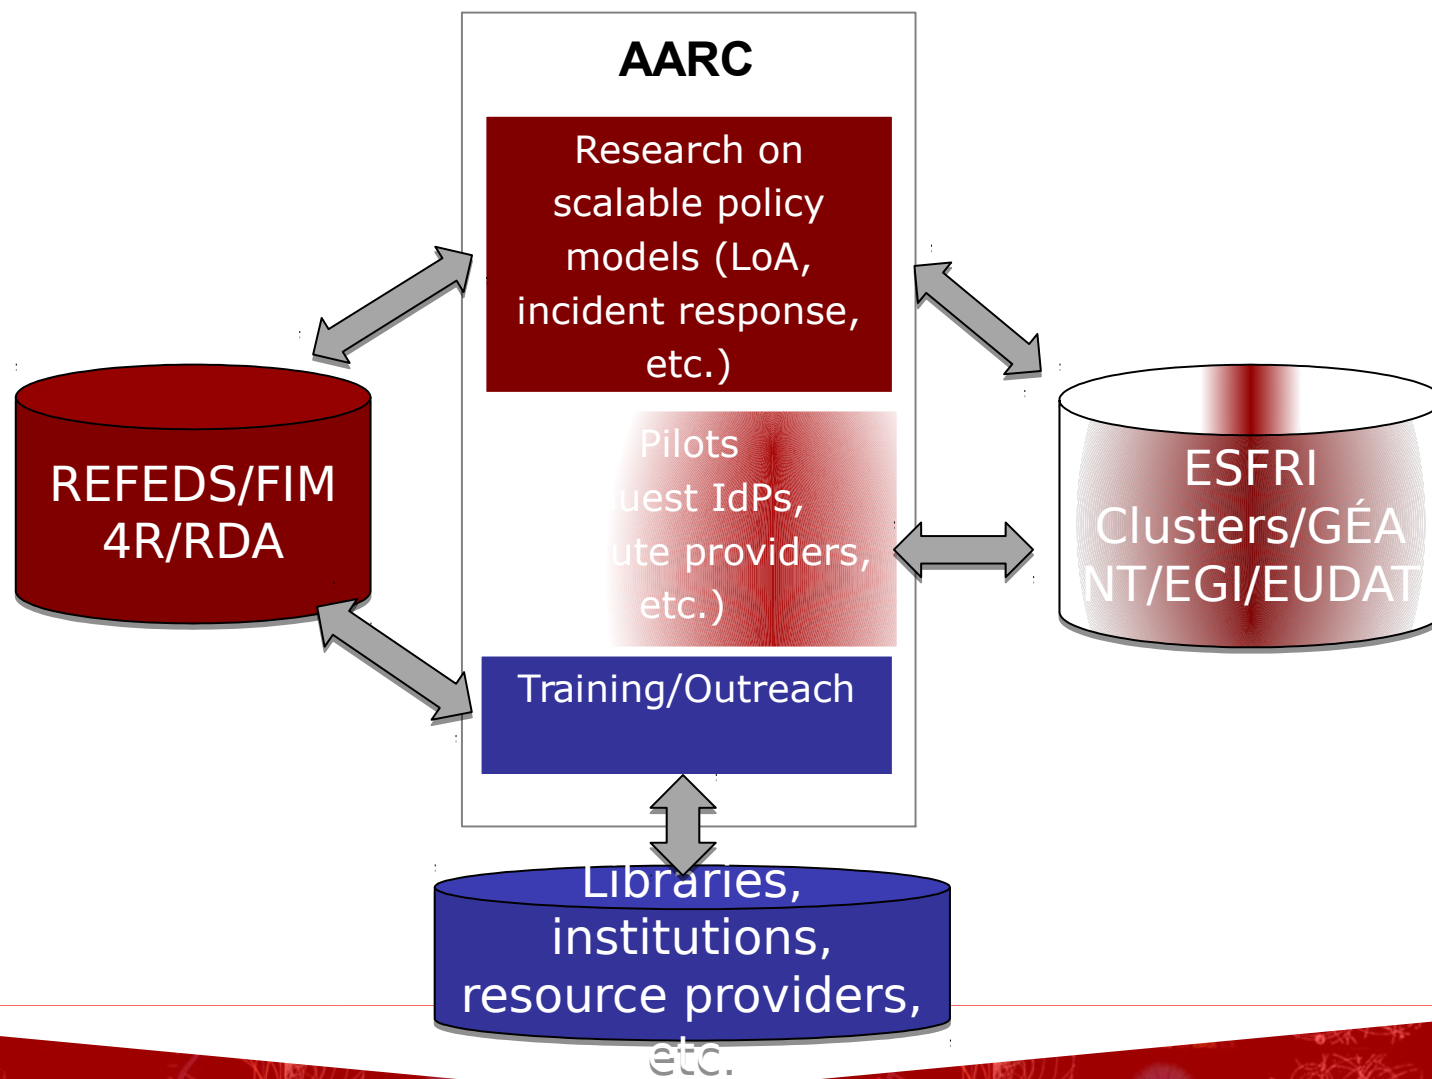 AARC
Research on
scalable policy
models (LoA,
incident response,
etc.)
Pilots
uest IdPs,
ute providers,
etc.)
Training/Outreach
REFEDS/FIM
4R/RDA
ESFRI
Clusters/GÉA
NT/EGI/EUDAT
Libraries,
institutions,
resource providers,
etc.